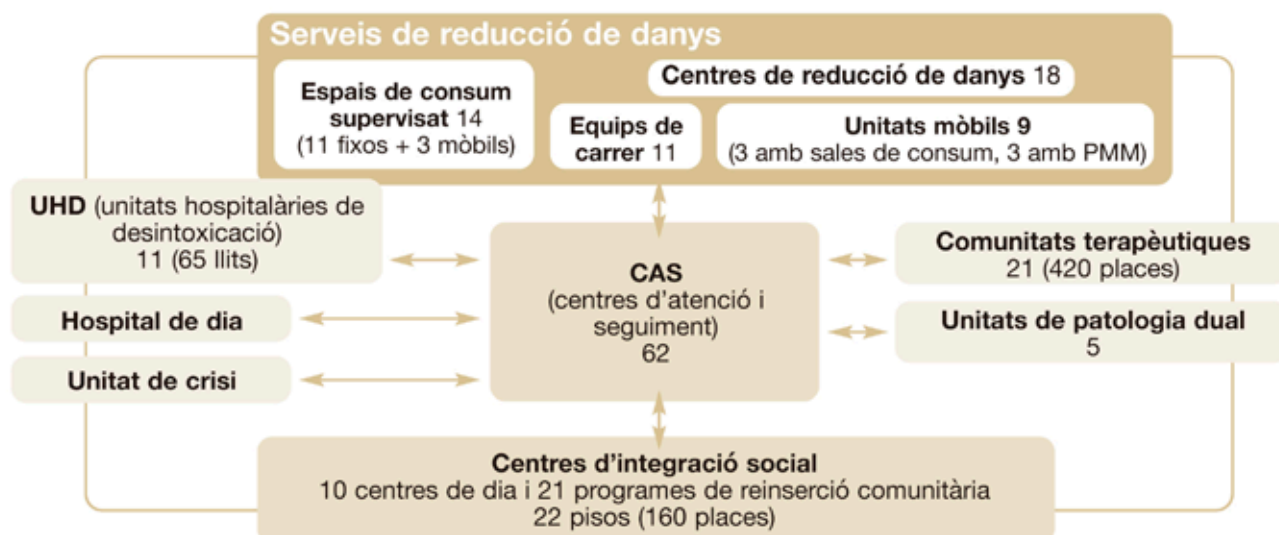 Serveis de reducció de danys
Espais de consum
supervisat 14
(11 fixos + 3 mòbils)
Centres de reducció de danys 18
Equips de
carrer 11
Unitats mòbils 9
(3 amb sales de consum, 3 amb PMM)
UHD (unitats hospitalàries de
desintoxicació)
11 (65 llits)
Hospital de dia
Unitat de crisi
CAS
(centres d’atenció i
seguiment)
62
Comunitats terapèutiques
21 (420 places)
Unitats de patologia dual
5
Centres d’integració social
10 centres de dia i 21 programes de reinserció comunitària
22 pisos (160 places)